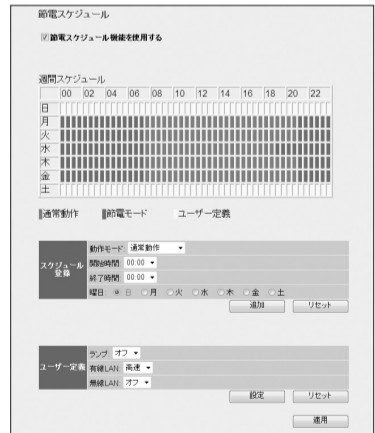 節電スケジュール
節電スケジュール機能を使用する
週間スケジュール
00 02 04 06 08 10 12 14 16 18 20 22
日
月
火
水
木
金
土
通常動作 節電モード ユーザー定義
スケジュール登録
動作モード: 通常動作
開始時間: 00:00
終了時間: 00:00
曜日: 日 月 火 水 木 金 土
追加 リセット
ユーザー定義
ランプ: オフ
有線LAN: 高速
無線LAN: オフ
設定 リセット
適用